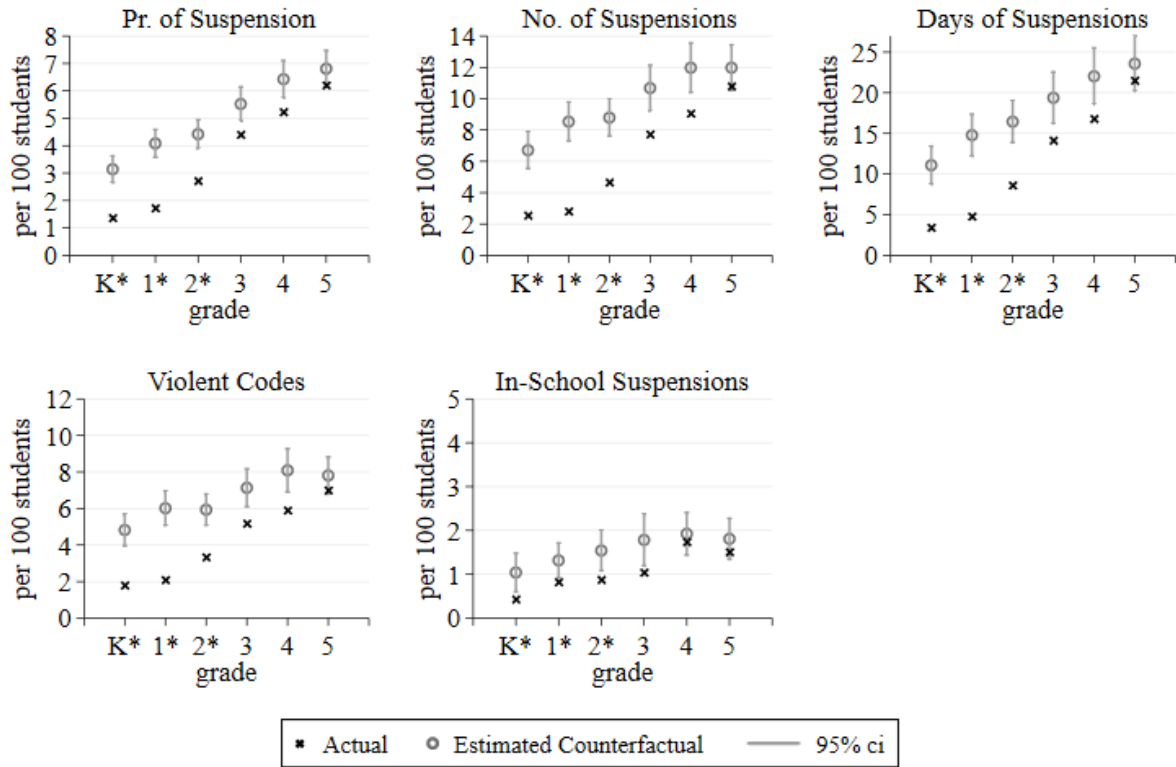 Pr. of Suspension
per 100 students
8
7
6
5
4
3
2
1
0
K* 1* 2* 3 4 5
grade
No. of Suspensions
per 100 students
14
12
10
8
6
4
2
0
K* 1* 2* 3 4 5
grade
Days of Suspensions
per 100 students
25
20
15
10
5
0
K* 1* 2* 3 4 5
grade
Violent Codes
per 100 students
12
10
8
6
4
2
0
K* 1* 2* 3 4 5
grade
In-School Suspensions
per 100 students
5
4
3
2
1
0
K* 1* 2* 3 4 5
grade
Actual Estimated Counterfactual 95% ci